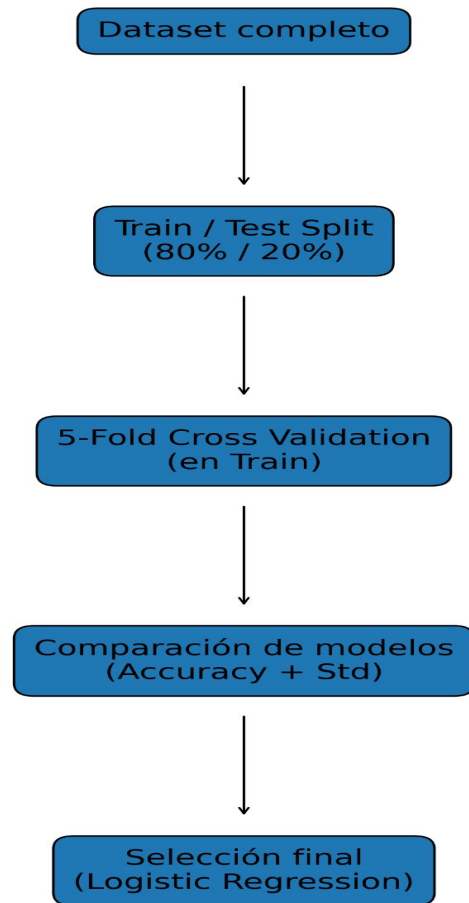 Dataset completo
Train / Test Split
(80% / 20%)
5-Fold Cross Validation
(en Train)
Comparación de modelos
(Accuracy + Std)
Selección final
(Logistic Regression)